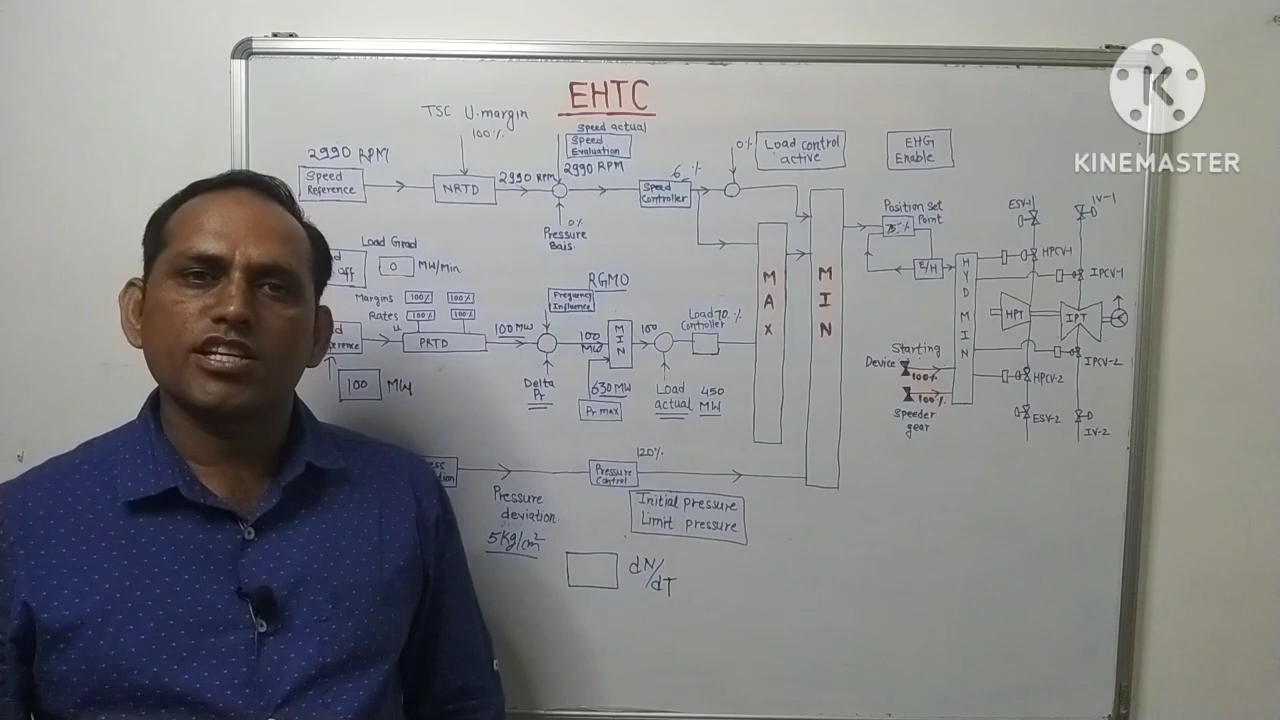 EHTC
K
KINEMASTER
TSC U.margin
100%
Speed actual
Speed
Evaluation
2990 RPM
2990 RPM
Speed
Reference
NRTD
2990 RPM
0%
Pressure
Bais.
6 %
Speed
Controller
0%
Load control
active
EHG
Enable
Load Grad
0 MW/Min
off
Margins 100% 100%
Rates 100% 100%
PRTD
100 MW
100 MW
RGMO
Frequency
Influence
Delta
Pr
100
MW
MIN
630 MW
Pr max
100
Load
actual
450
MW
Load 70 %
Controller
MAX
MIN
Position set
Point
75 %
E/H
HYD MIN
Starting
Device
100%
100%
Speeder
gear
ESV-1
IV-1
HPCV-1
IPCV-1
HPT
IPT
IPCV-2
HPCV-2
ESV-2
IV-2
Pressure
deviation.
5kg/cm²
120%
Pressure
Control
Initial pressure
Limit pressure
dN/dT